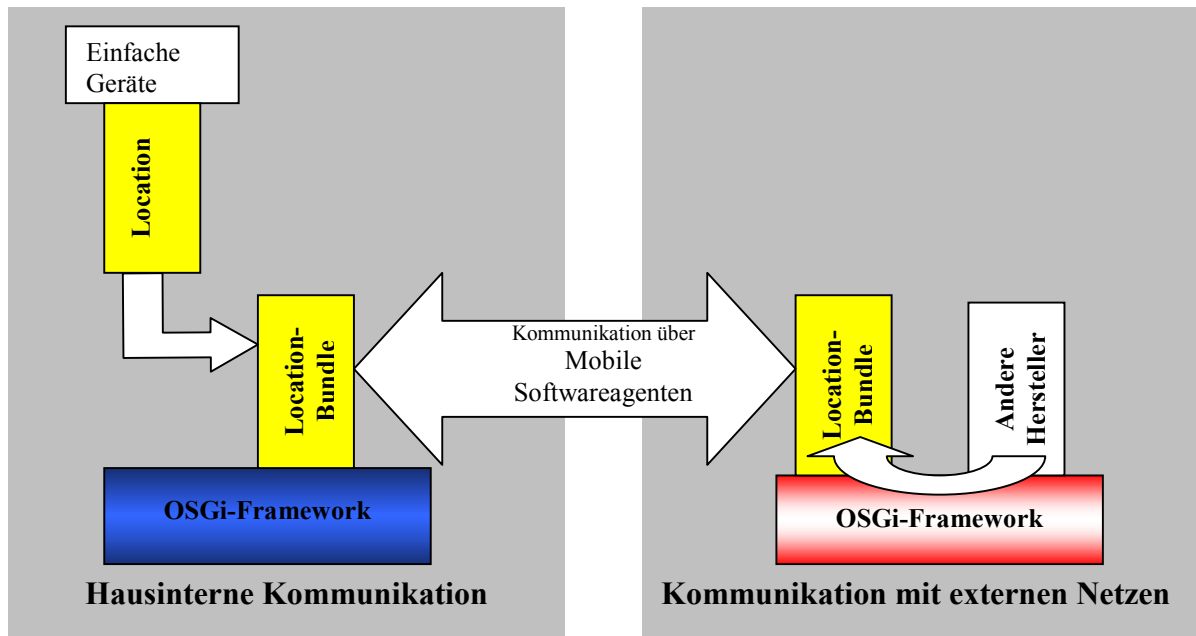 Einfache
Geräte
Location
Location-
Bundle
OSGi-Framework
Hausinterne Kommunikation
Kommunikation über
Mobile
Softwareagenten
Location-
Bundle
Andere
Hersteller
OSGi-Framework
Kommunikation mit externen Netzen